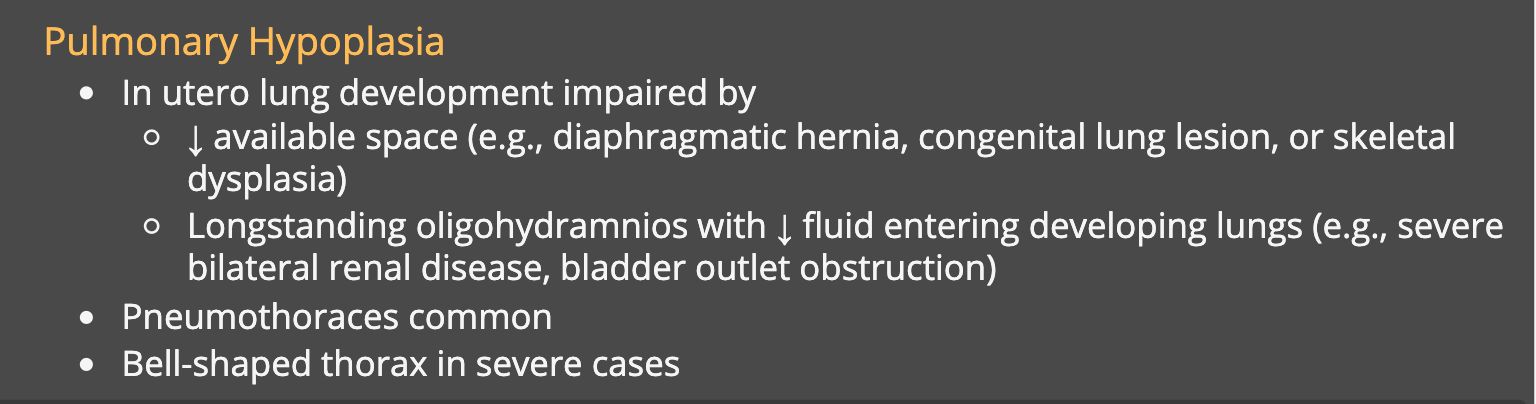 Pulmonary Hypoplasia
• In utero lung development impaired by
○ ↓ available space (e.g., diaphragmatic hernia, congenital lung lesion, or skeletal
dysplasia)
○ Longstanding oligohydramnios with ↓ fluid entering developing lungs (e.g., severe
bilateral renal disease, bladder outlet obstruction)
• Pneumothoraces common
• Bell-shaped thorax in severe cases